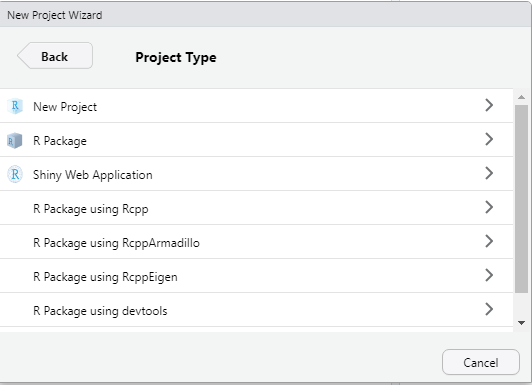 New Project Wizard
Back
Project Type
New Project
R Package
Shiny Web Application
R Package using Rcpp
R Package using RcppArmadillo
R Package using RcppEigen
R Package using devtools
Cancel